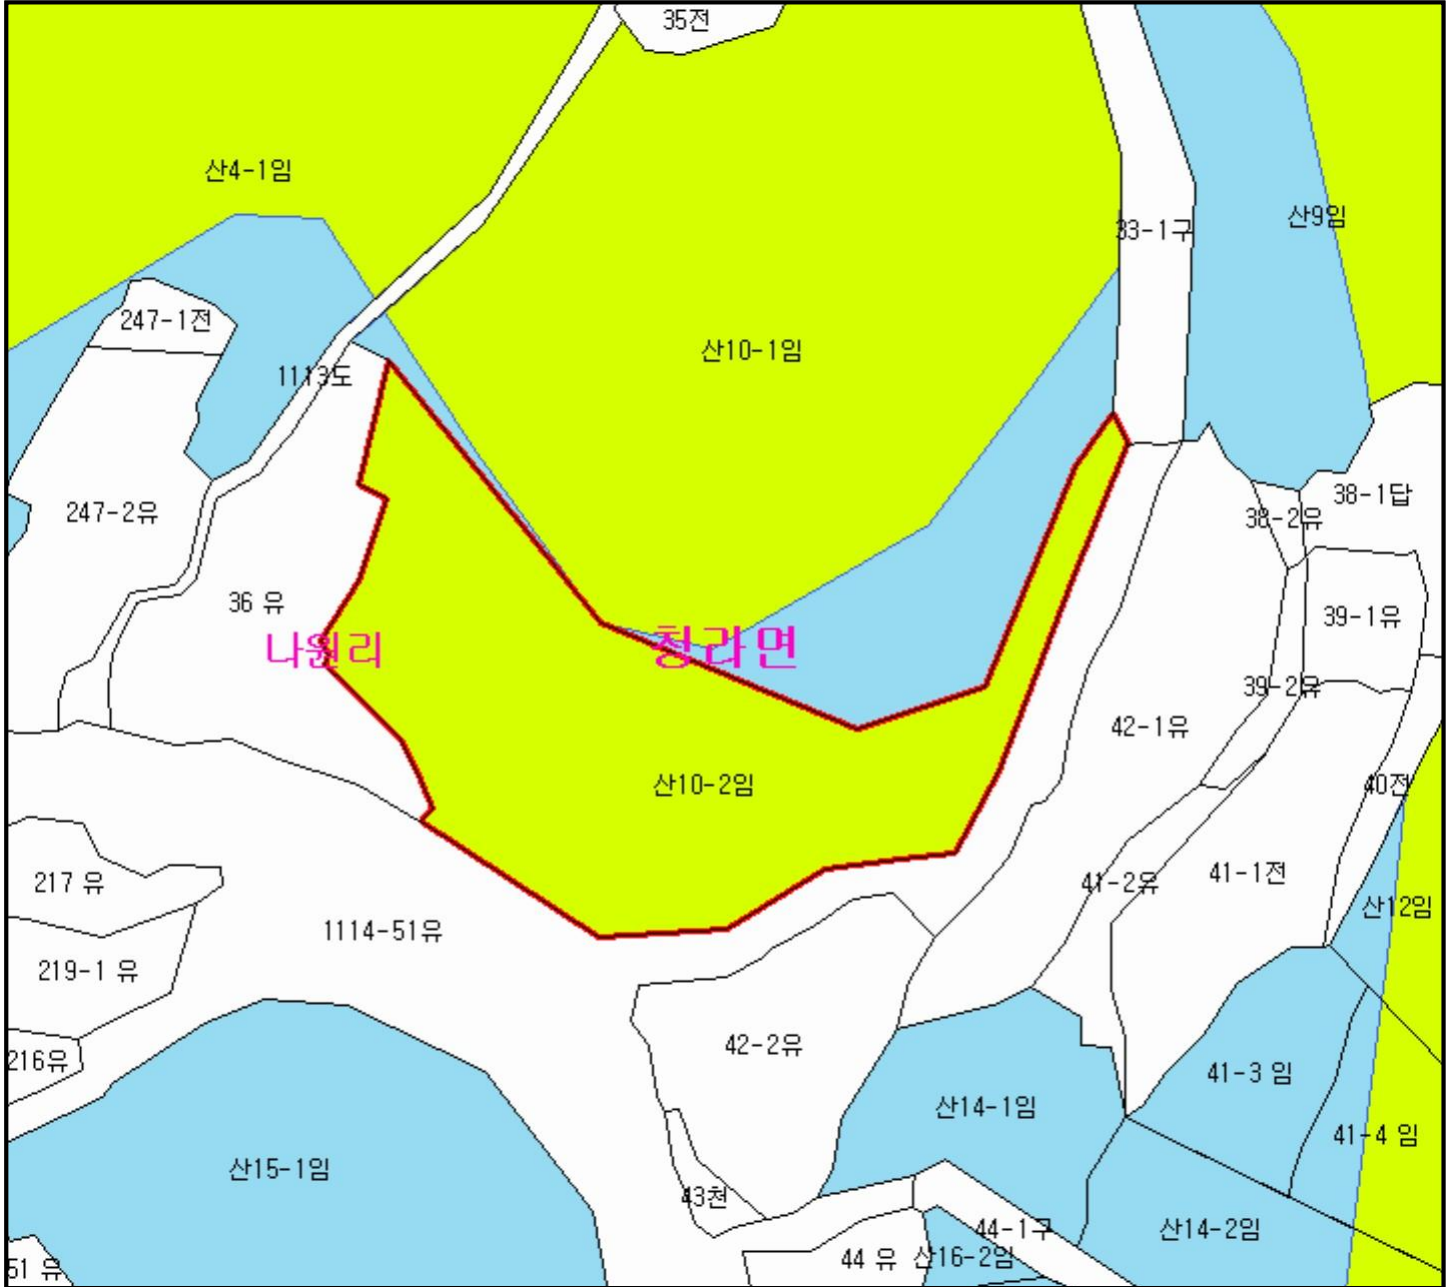 35전
산4-1임
산9임
33-1구
247-1전
산10-1임
1113도
38-1답
247-2유
38-2유
36 유
39-1유
나원리
청라면
39-2유
42-1유
산10-2임
40전
217 유
41-2유
41-1전
산12임
1114-51유
219-1 유
42-2유
216유
41-3 임
산14-1임
41-4 임
산15-1임
43천
44-1구
산14-2임
44 유
산16-2임
51 유